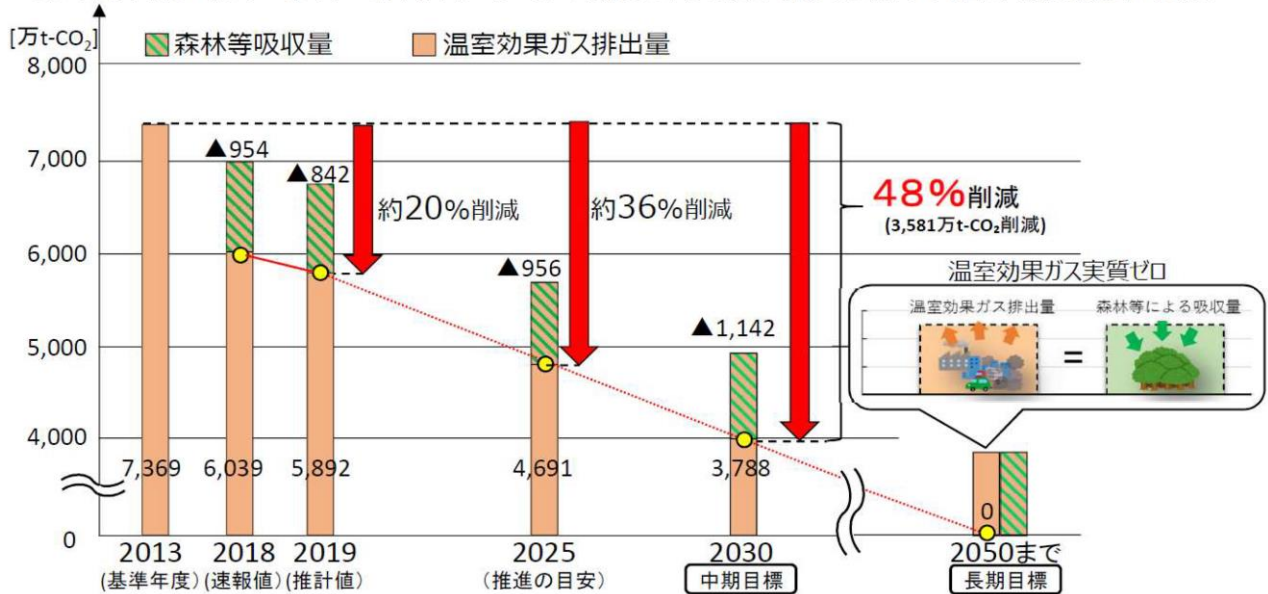 [万t-CO₂]
森林等吸収量 温室効果ガス排出量
8,000
7,000
6,000
5,000
4,000
0
▲954
▲842
▲956
▲1,142
約20%削減
約36%削減
48%削減
(3,581万t-CO₂削減)
温室効果ガス実質ゼロ
温室効果ガス排出量 = 森林等による吸収量
7,369 6,039 5,892 4,691 3,788 0
2013 2018 2019 2025 2030 2050まで
(基準年度) (速報値) (推計値) (推進の目安) 中期目標 長期目標